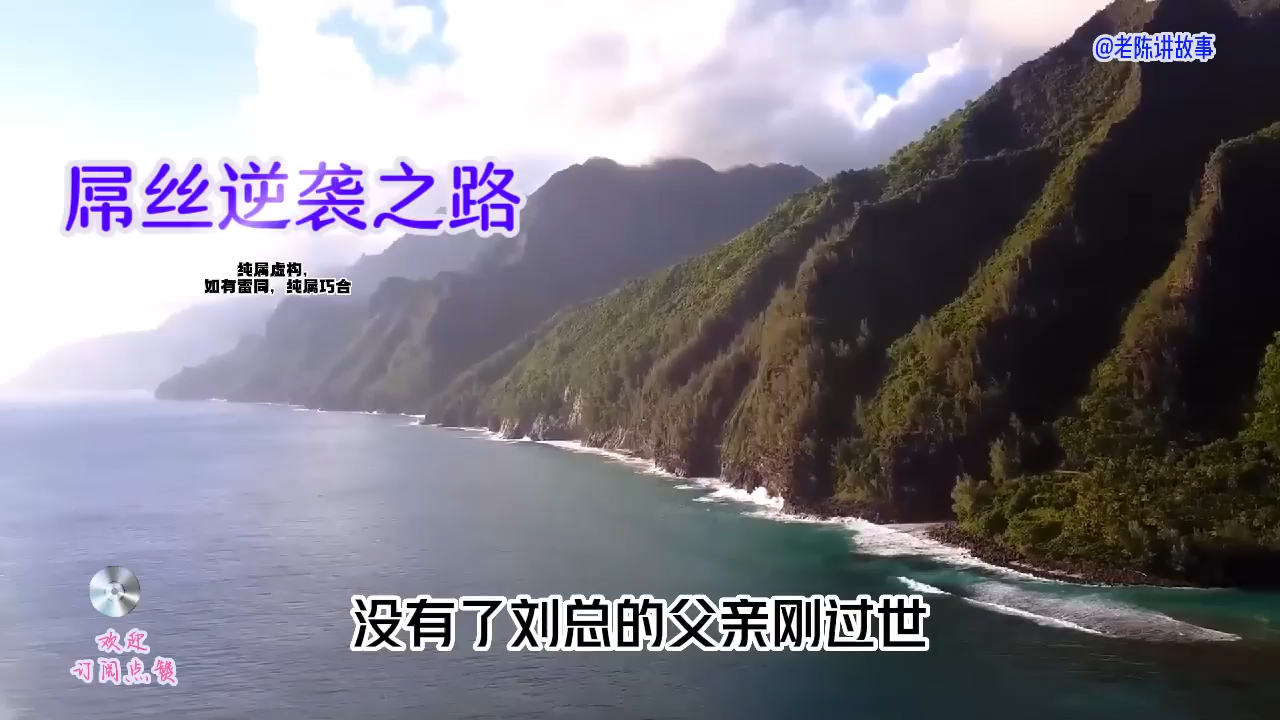 @老陈讲故事
屌丝逆袭之路
纯属虚构，
如有雷同，纯属巧合
没有了刘总的父亲刚过世
欢迎
订阅点赞